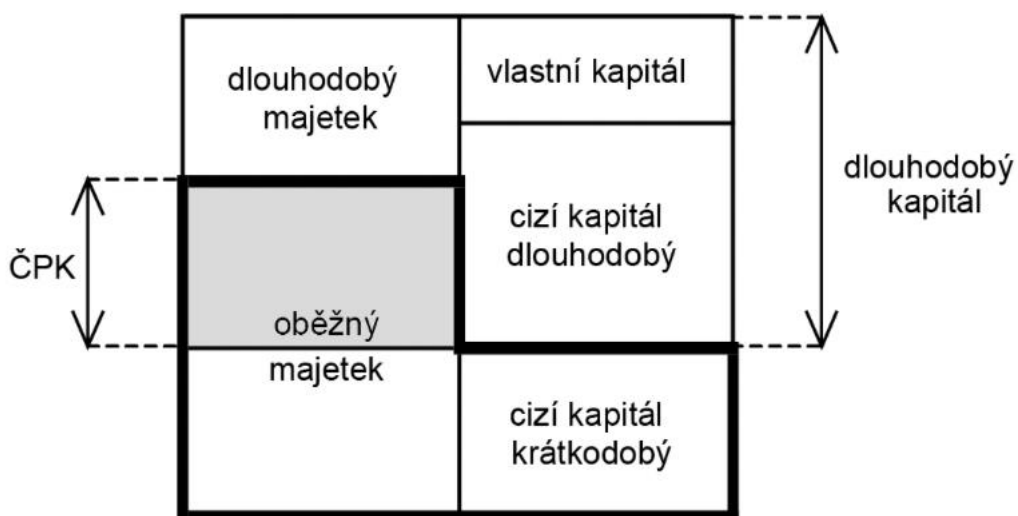 dlouhodobý
majetek
vlastní kapitál
dlouhodobý
kapitál
cizí kapitál
dlouhodobý
ČPK
oběžný
majetek
cizí kapitál
krátkodobý